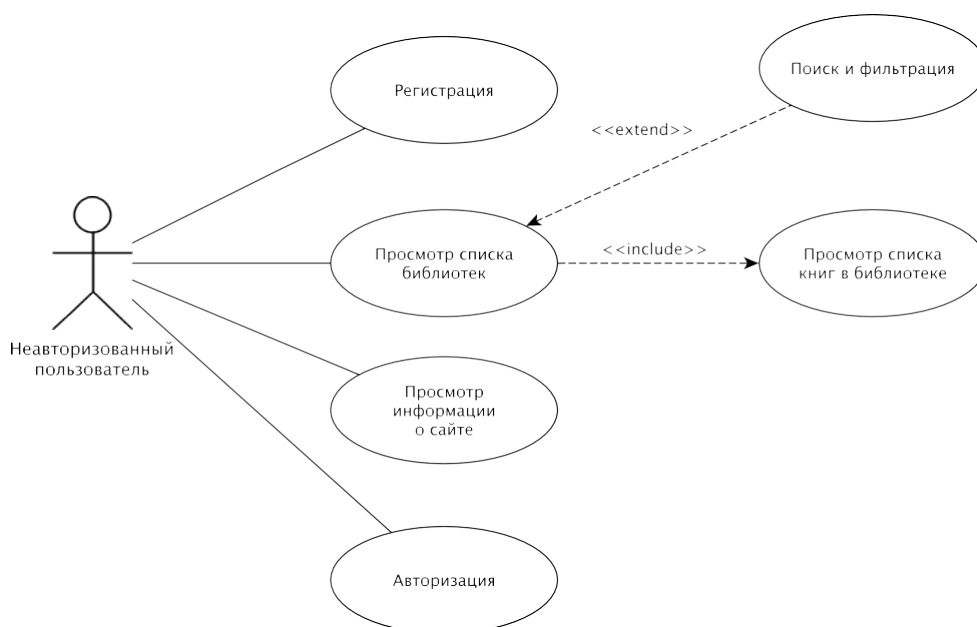 Регистрация
Поиск и фильтрация
<<extend>>
Просмотр списка
библиотек
<<include>>
Просмотр списка
книг в библиотеке
Неавторизованный
пользователь
Просмотр
информации
о сайте
Авторизация